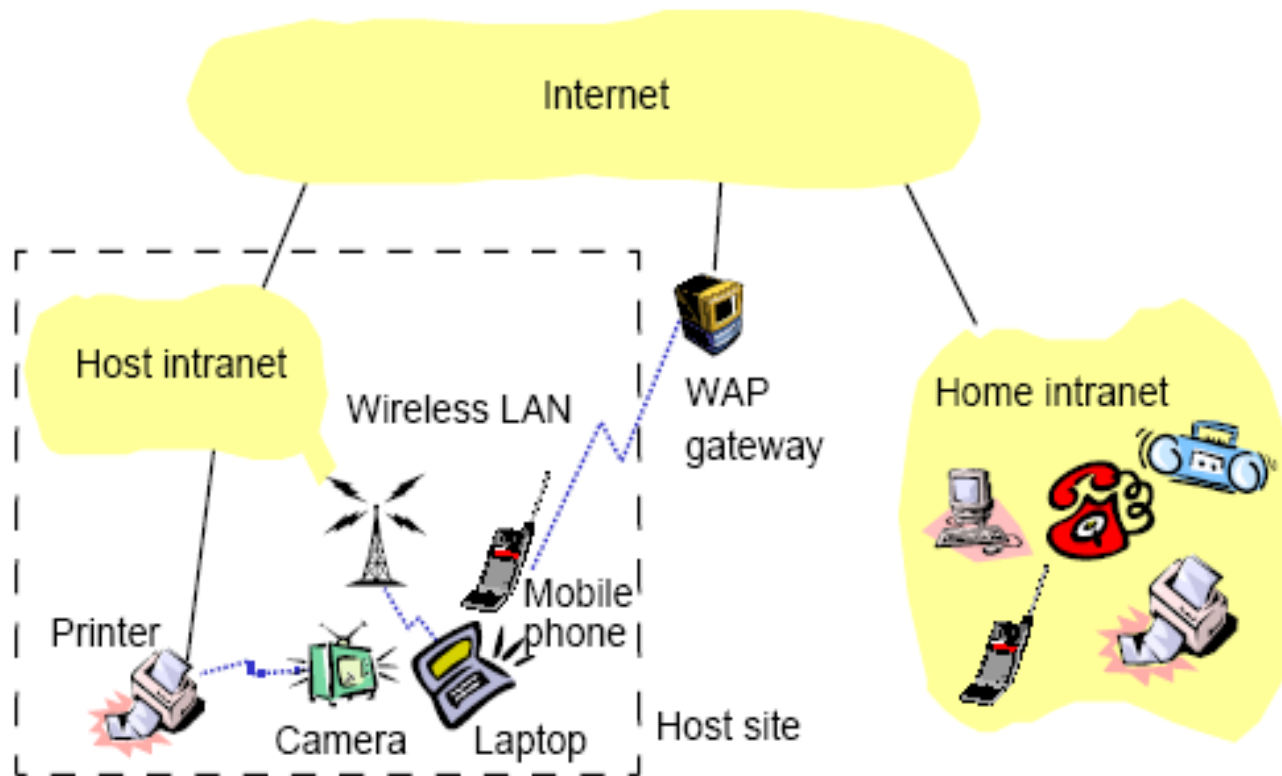 Internet
Host intranet
Wireless LAN
WAP
gateway
Home intranet
Mobile
phone
Printer
Camera
Laptop
Host site